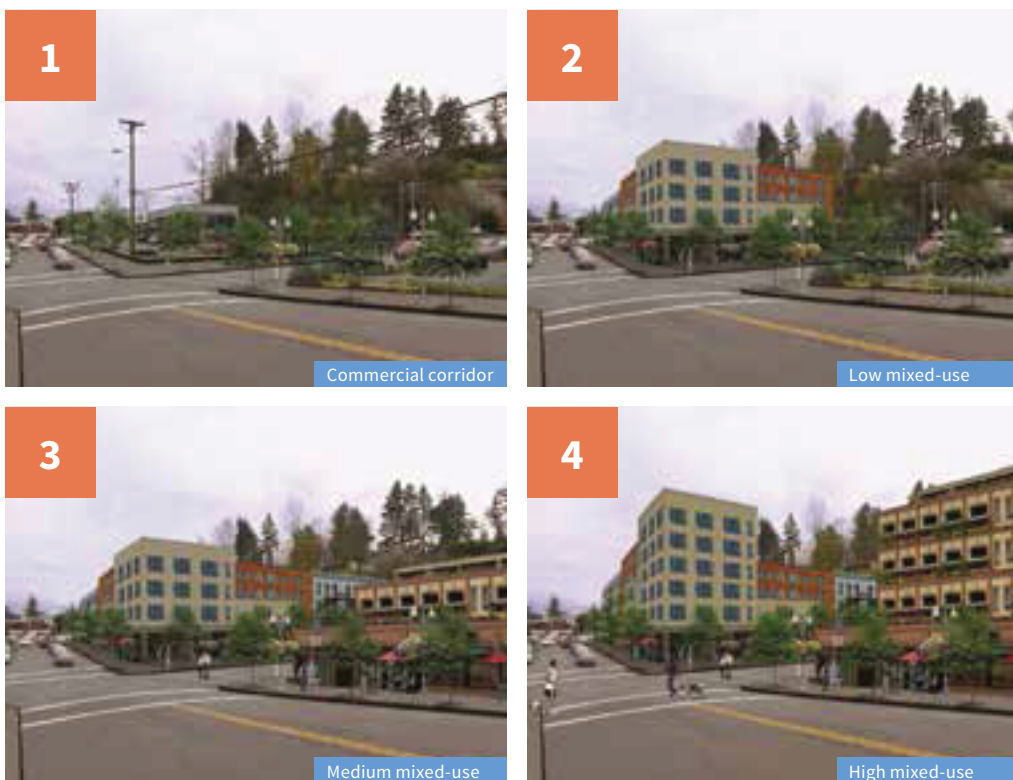 1
Commercial corridor
2
Low mixed-use
3
Medium mixed-use
4
High mixed-use